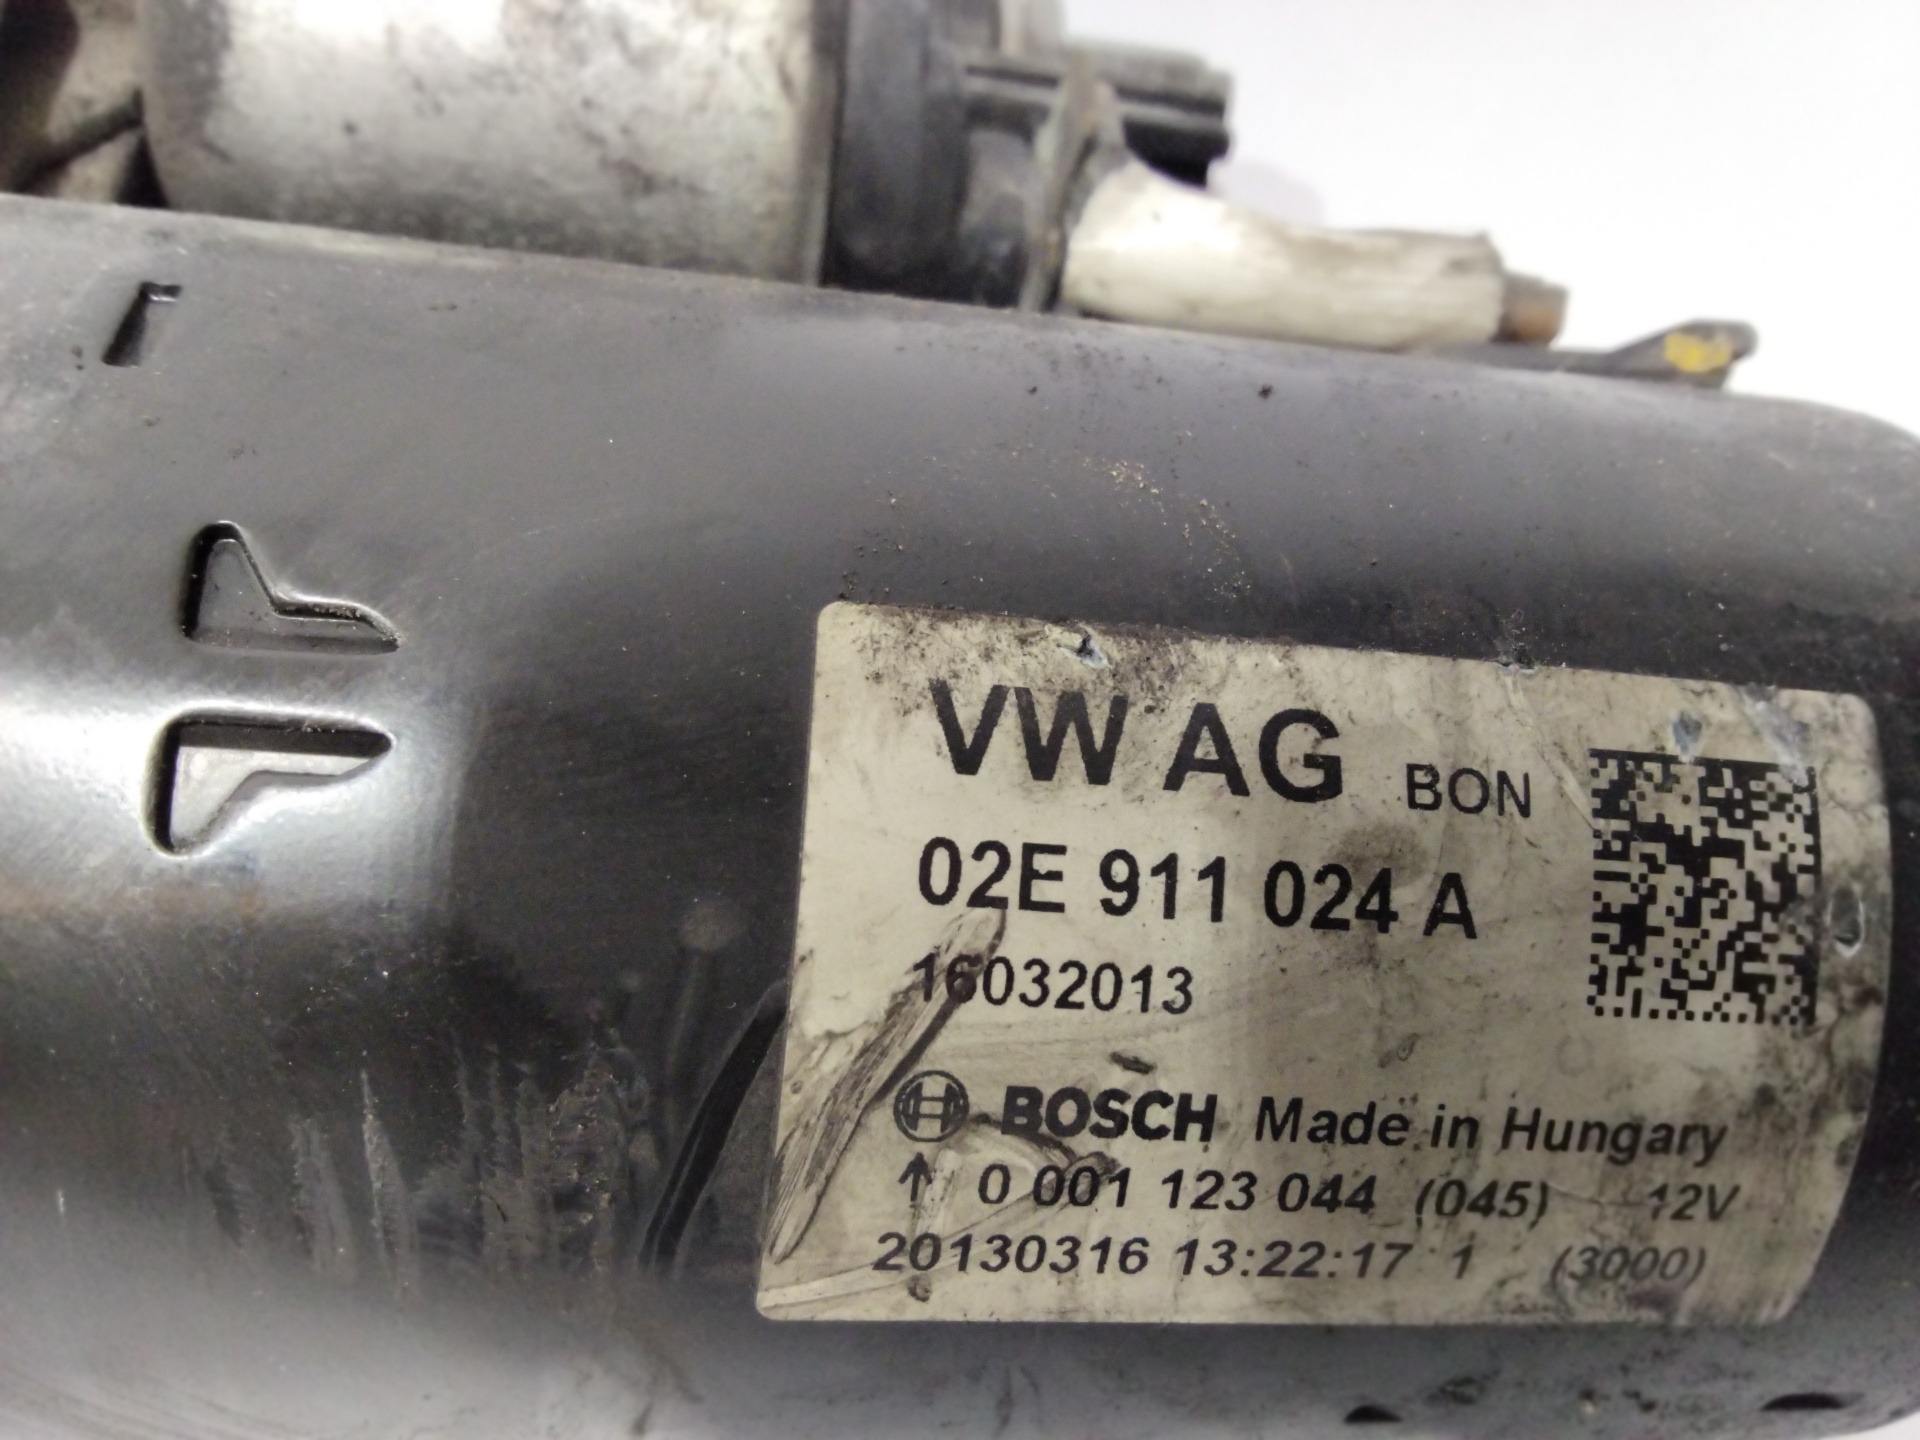 VW AG BON
02E 911 024 A
16032013
BOSCH Made in Hungary
↑ 0 001 123 044 (045) 12V
20130316 13:22:17 1 (3000)